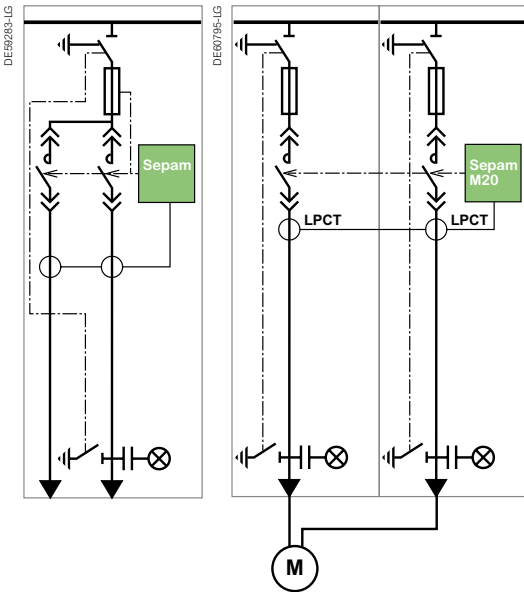 DE59283-LG
DE60795-LG
Sepam
Sepam
M20
LPCT
LPCT
M